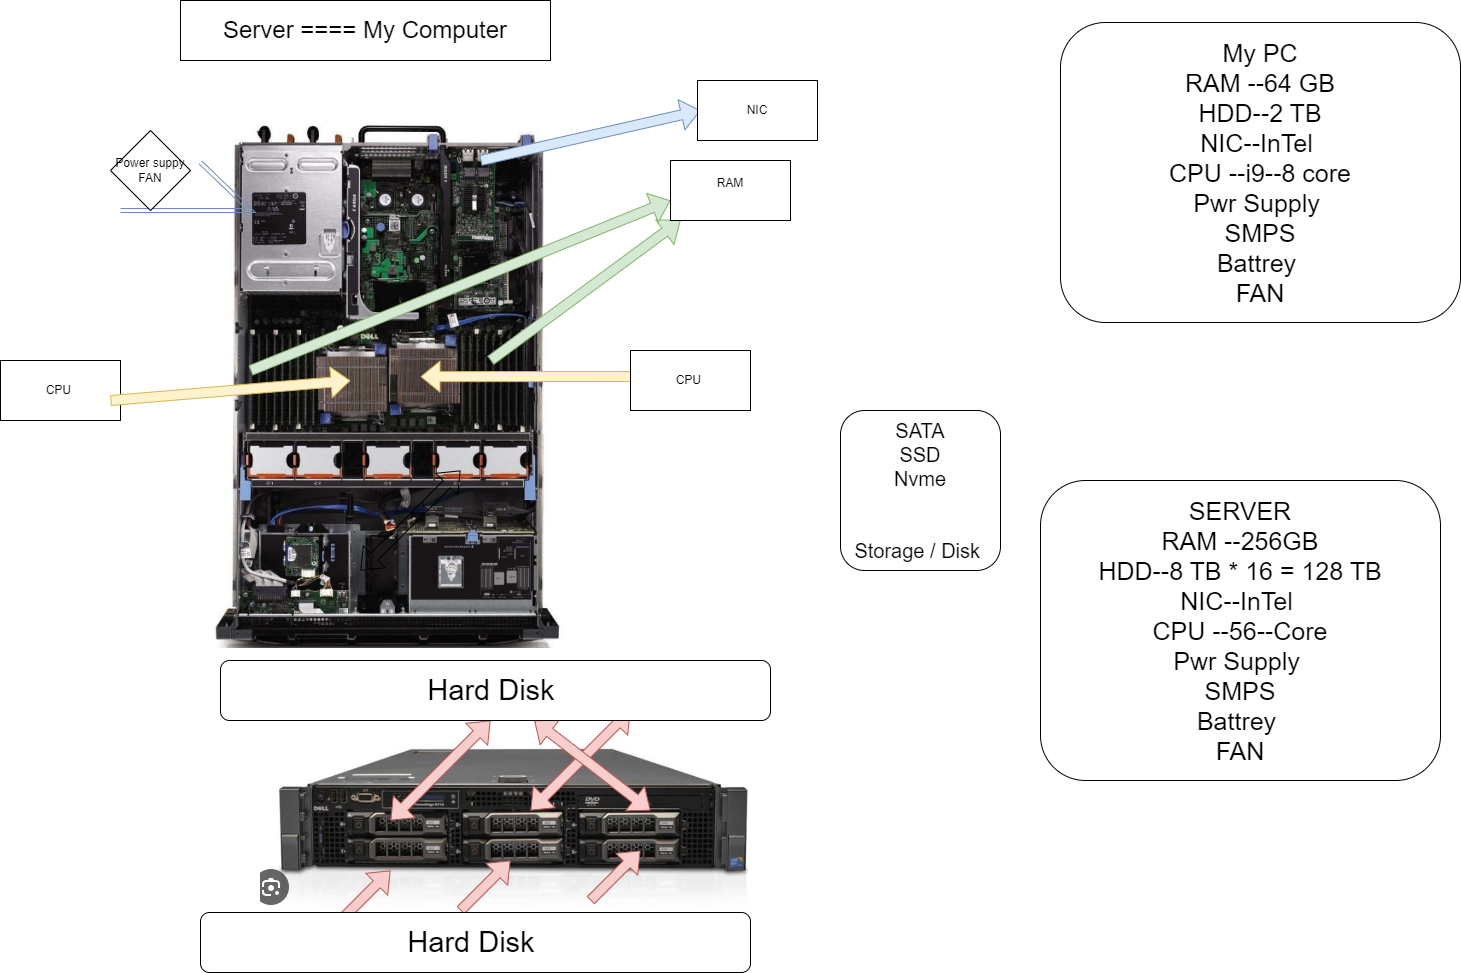 Server ==== My Computer
NIC
RAM
Power suppy
FAN
CPU
CPU
DELL
My PC
RAM --64 GB
HDD--2 TB
NIC--InTel
CPU --i9--8 core
Pwr Supply
SMPS
Battrey
FAN
SATA
SSD
Nvme
Storage / Disk
SERVER
RAM --256GB
HDD--8 TB * 16 = 128 TB
NIC--InTel
CPU --56--Core
Pwr Supply
SMPS
Battrey
FAN
Hard Disk
DELL
DVD
Hard Disk